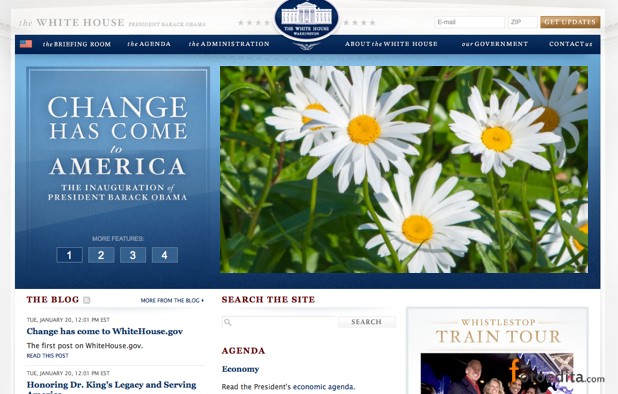 the WHITE HOUSE PRESIDENT BARACK OBAMA
THE WHITE HOUSE
WASHINGTON
E-mail ZIP GET UPDATES
the BRIEFING ROOM the AGENDA the ADMINISTRATION ABOUT the WHITE HOUSE our GOVERNMENT CONTACT us
CHANGE
HAS COME
to
AMERICA
THE INAUGURATION of
PRESIDENT BARACK OBAMA
MORE FEATURES:
1 2 3 4
THE BLOG MORE FROM THE BLOG
TUE, JANUARY 20, 12:01 PM EST
Change has come to WhiteHouse.gov
The first post on WhiteHouse.gov.
READ THIS POST
TUE, JANUARY 20, 12:01 PM EST
Honoring Dr. King's Legacy and Serving
America
SEARCH THE SITE
SEARCH
AGENDA
Economy
Read the President's economic agenda.
WHISTLESTOP
TRAIN TOUR
fotoedita.com